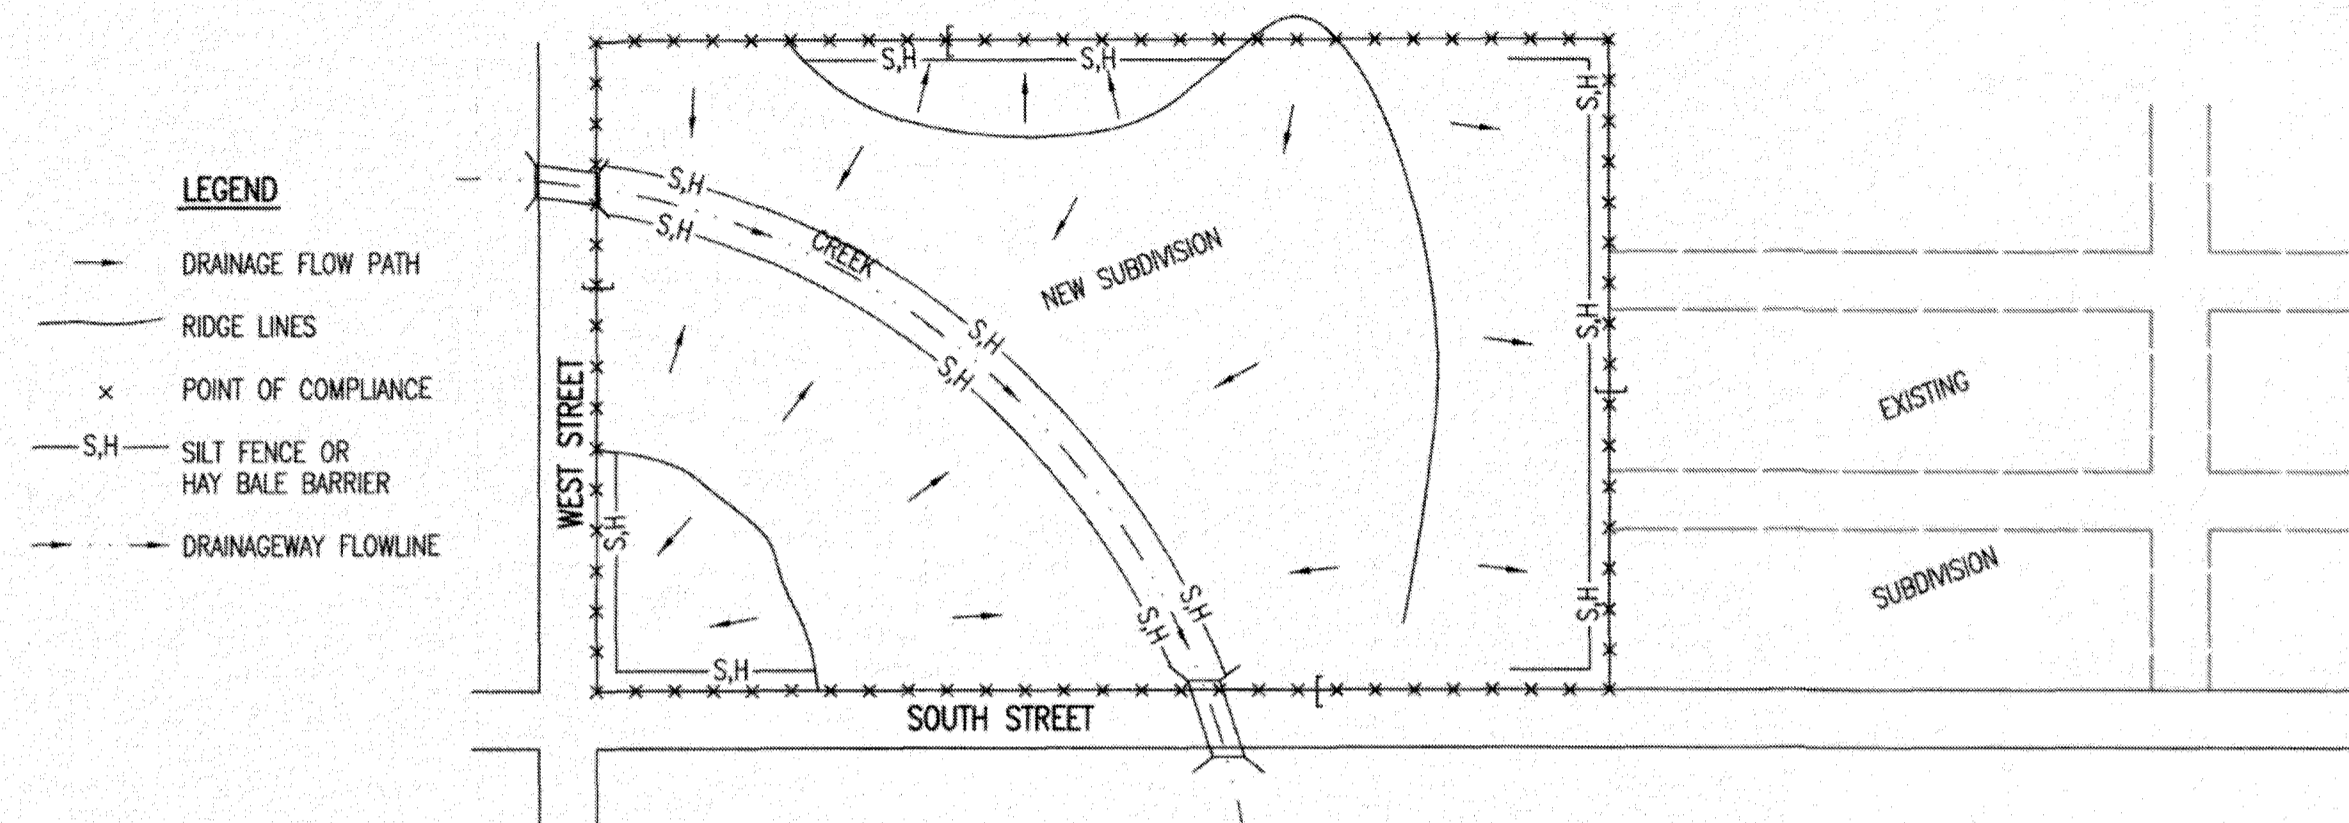 LEGEND
DRAINAGE FLOW PATH
RIDGE LINES
x POINT OF COMPLIANCE
S,H SILT FENCE OR
HAY BALE BARRIER
DRAINAGEWAY FLOWLINE
S,H
S,H
S,H
S,H
S,H
CREEK
NEW SUBDIVISION
S,H
S,H
S,H
WEST STREET
EXISTING
S,H
S,H
S,H
S,H
SUBDIVISION
S,H
SOUTH STREET